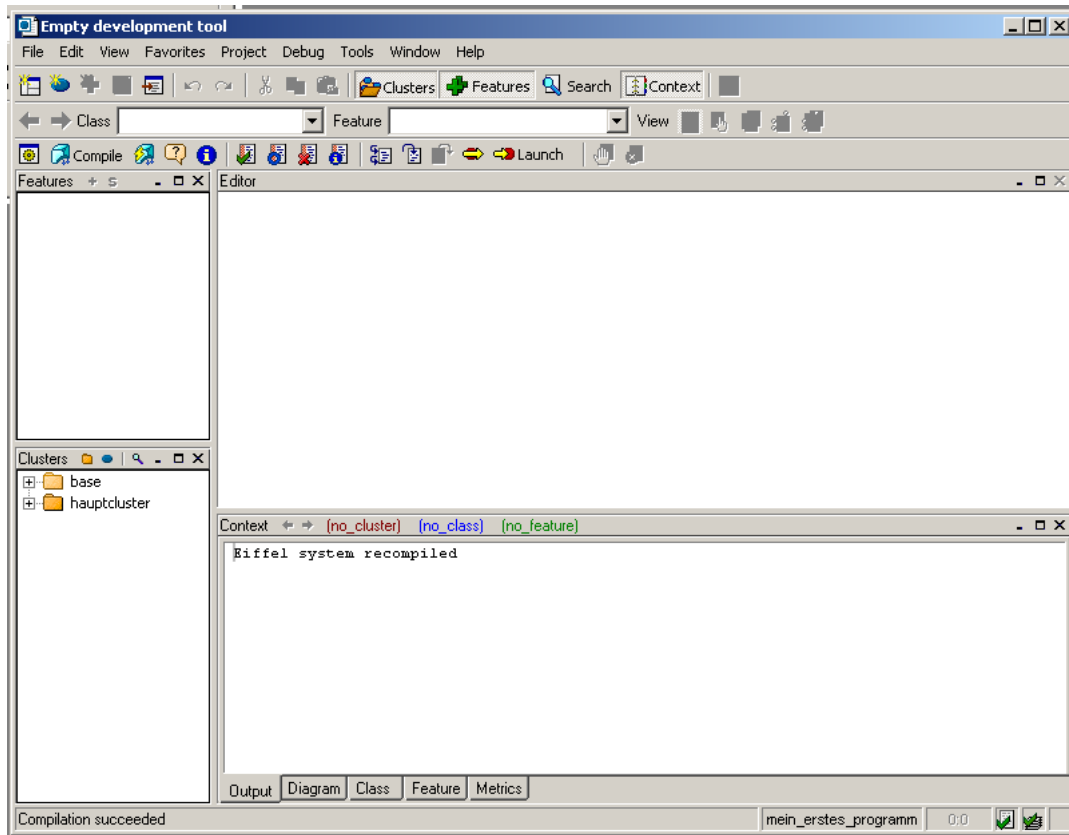 Empty development tool
File Edit View Favorites Project Debug Tools Window Help
Clusters Features Search Context
Class Feature View
Compile Launch
Features
Editor
Clusters
base
hauptcluster
Context (no_cluster) (no_class) (no_feature)
Eiffel system recompiled
Output Diagram Class Feature Metrics
Compilation succeeded mein_erstes_programm 0:0